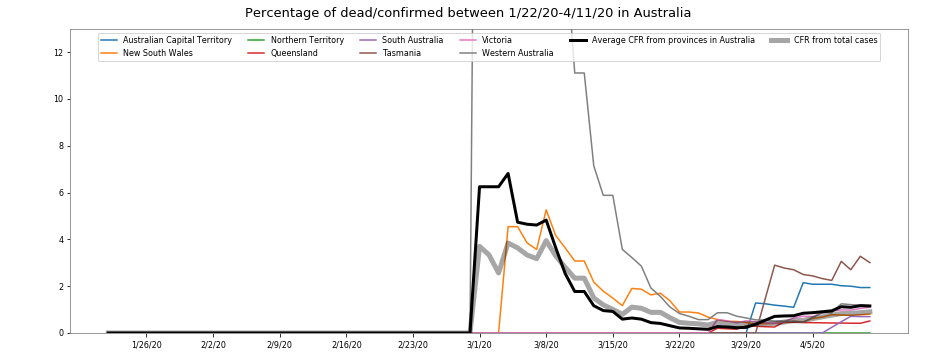 Percentage of dead/confirmed between 1/22/20-4/11/20 in Australia
Australian Capital Territory Northern Territory South Australia Victoria Average CFR from provinces in Australia CFR from total cases
New South Wales Queensland Tasmania Western Australia
12
10
8
6
4
2
0
1/26/20 2/2/20 2/9/20 2/16/20 2/23/20 3/1/20 3/8/20 3/15/20 3/22/20 3/29/20 4/5/20